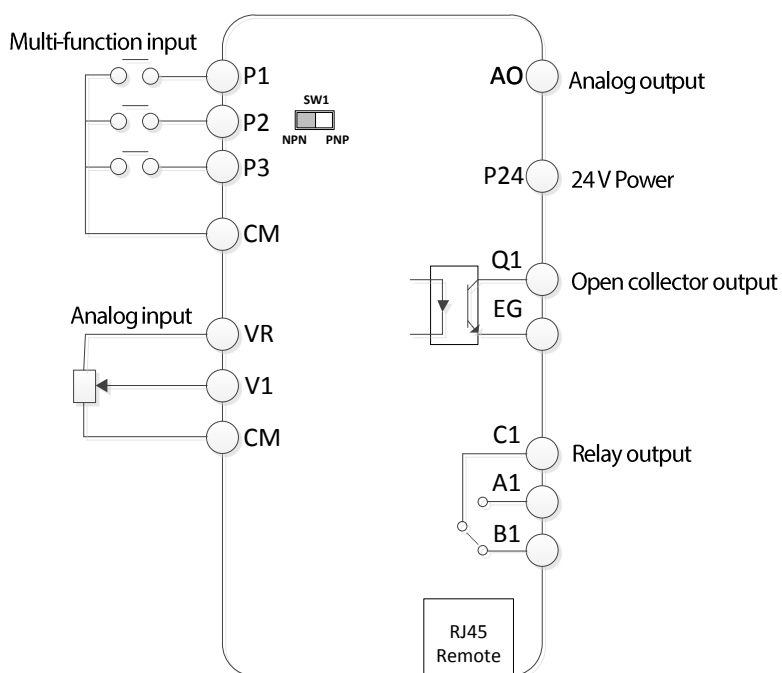 Multi-function input
P1
SW1
P2
NPN PNP
P3
CM
Analog input
VR
V1
CM
AO Analog output
P24 24 V Power
Q1
Open collector output
EG
C1
Relay output
A1
B1
RJ45
Remote